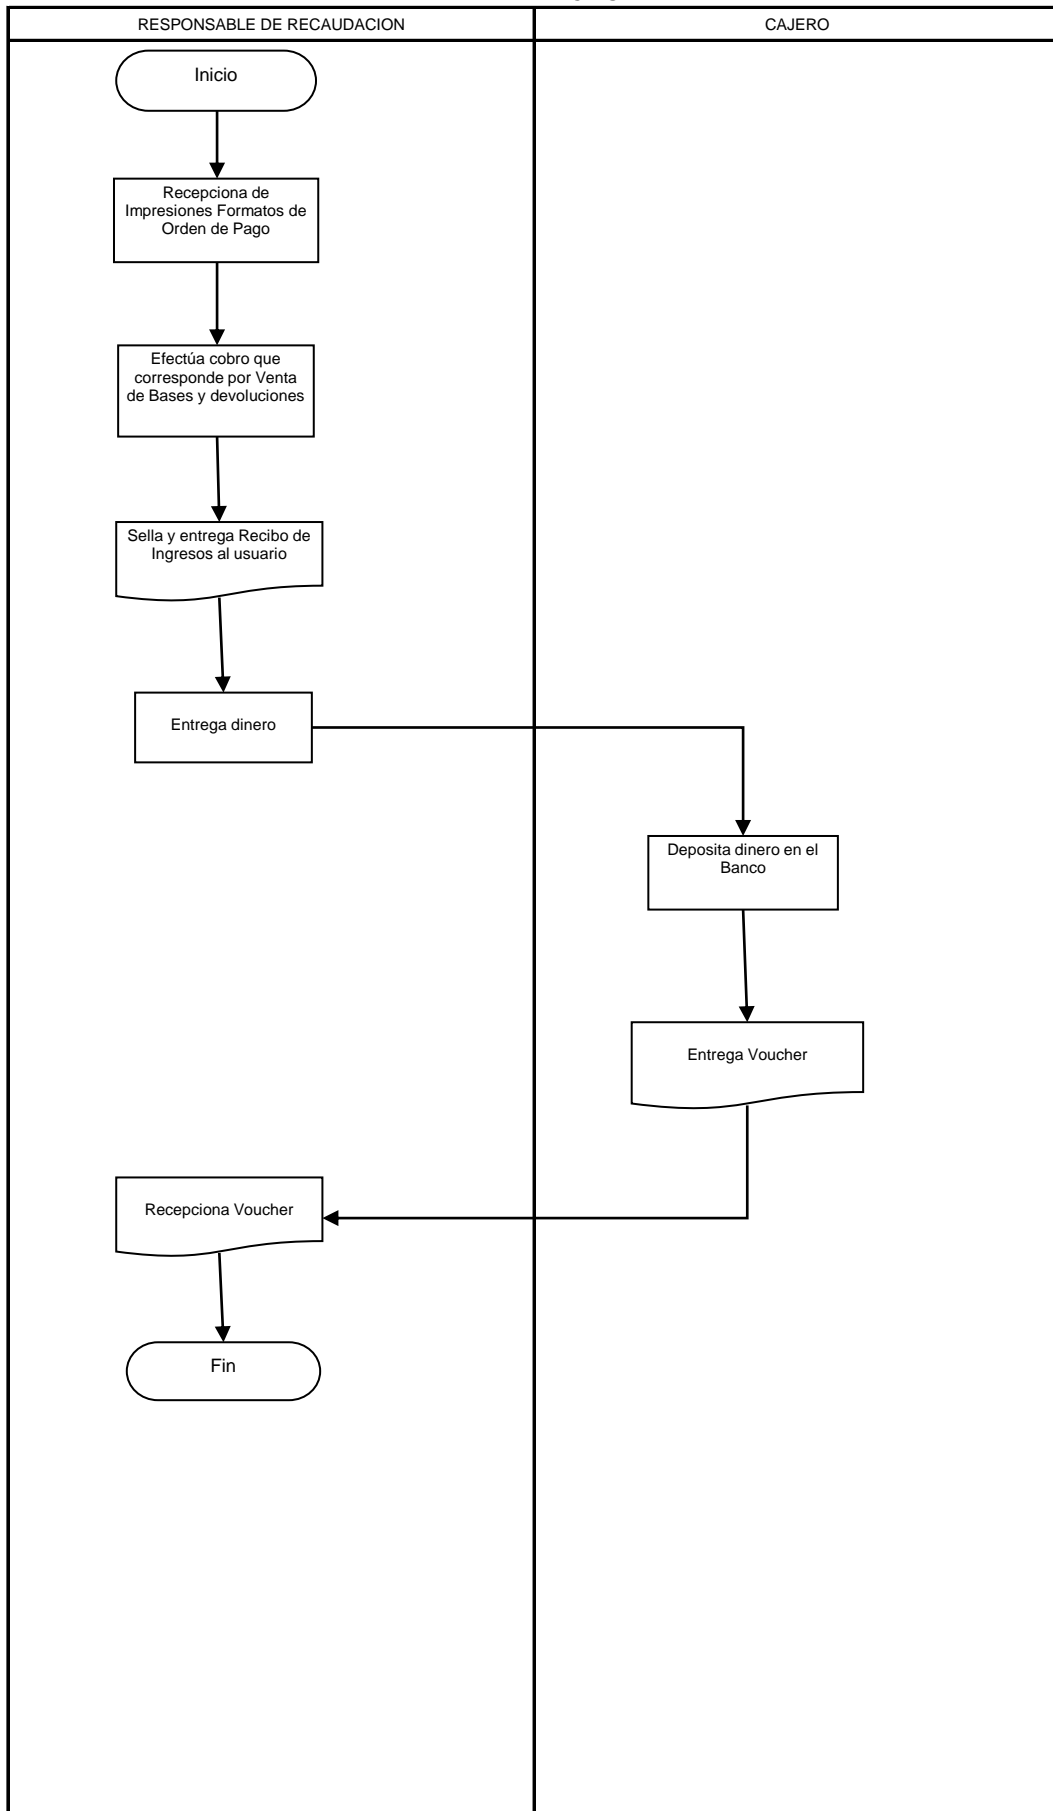 RESPONSABLE DE RECAUDACION
CAJERO
Inicio
Recepciona de
Impresiones Formatos de
Orden de Pago
Efectúa cobro que
corresponde por Venta
de Bases y devoluciones
Sella y entrega Recibo de
Ingresos al usuario
Entrega dinero
Deposita dinero en el
Banco
Entrega Voucher
Recepciona Voucher
Fin